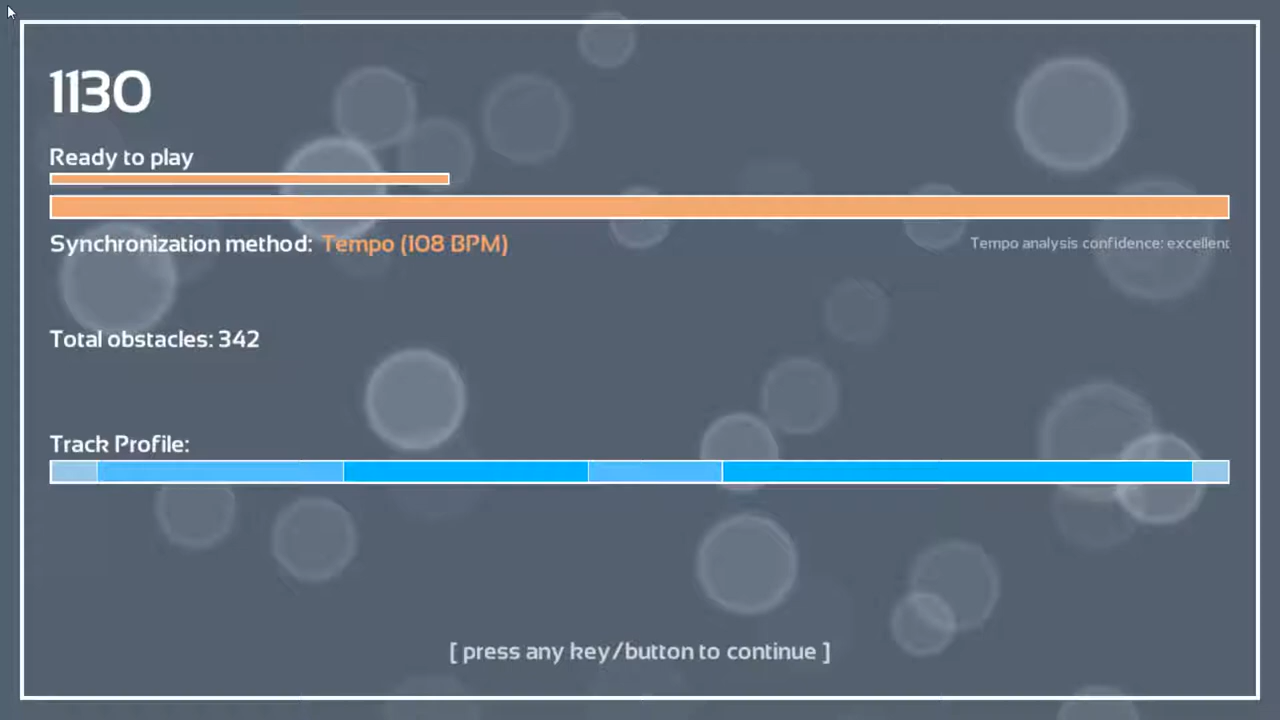 1130
Ready to play
Synchronization method: Tempo (108 BPM)
Tempo analysis confidence: excellent
Total obstacles: 342
Track Profile:
[ press any key/button to continue ]